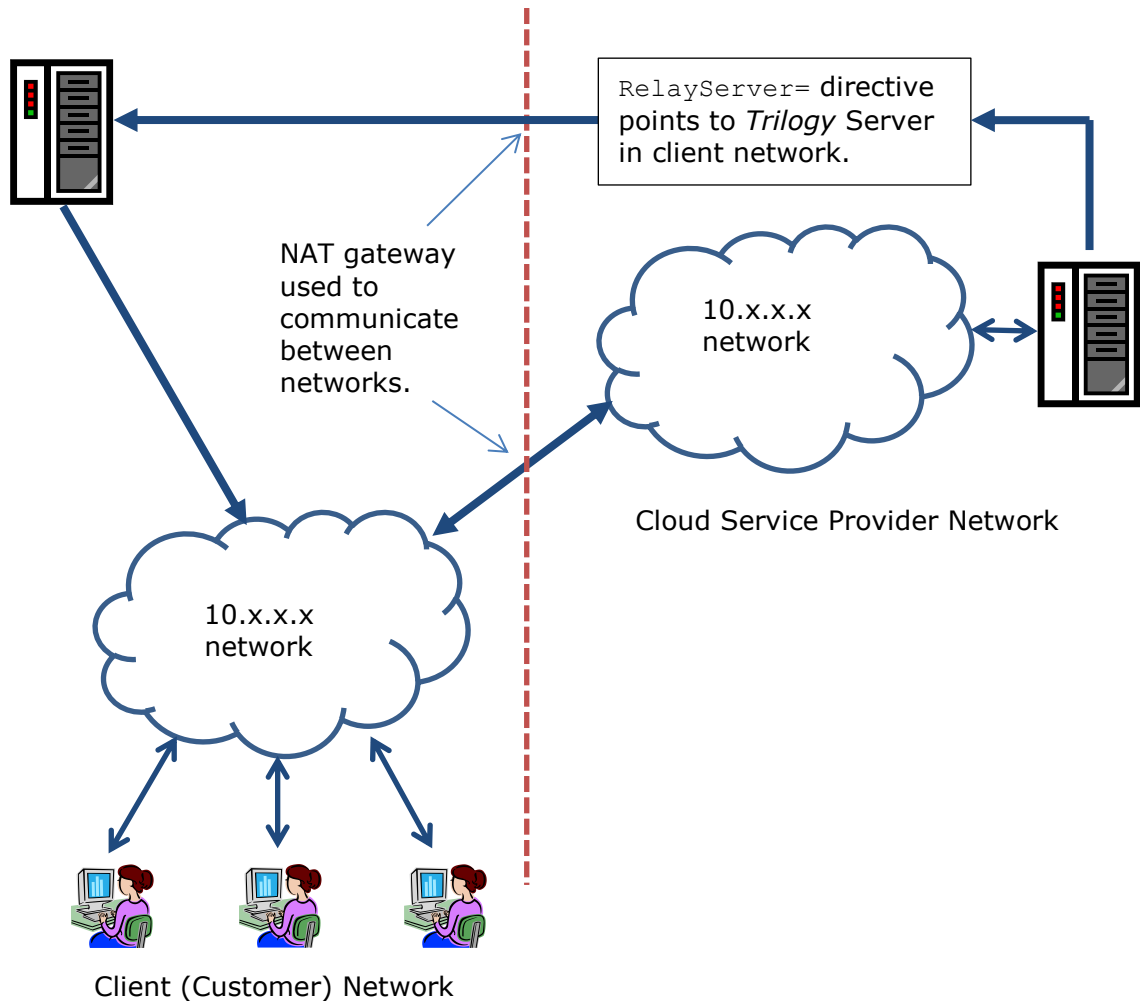 RelayServer= directive
points to Trilogy Server
in client network.
NAT gateway
used to
communicate
between
networks.
10.x.x.x
network
Cloud Service Provider Network
10.x.x.x
network
Client (Customer) Network